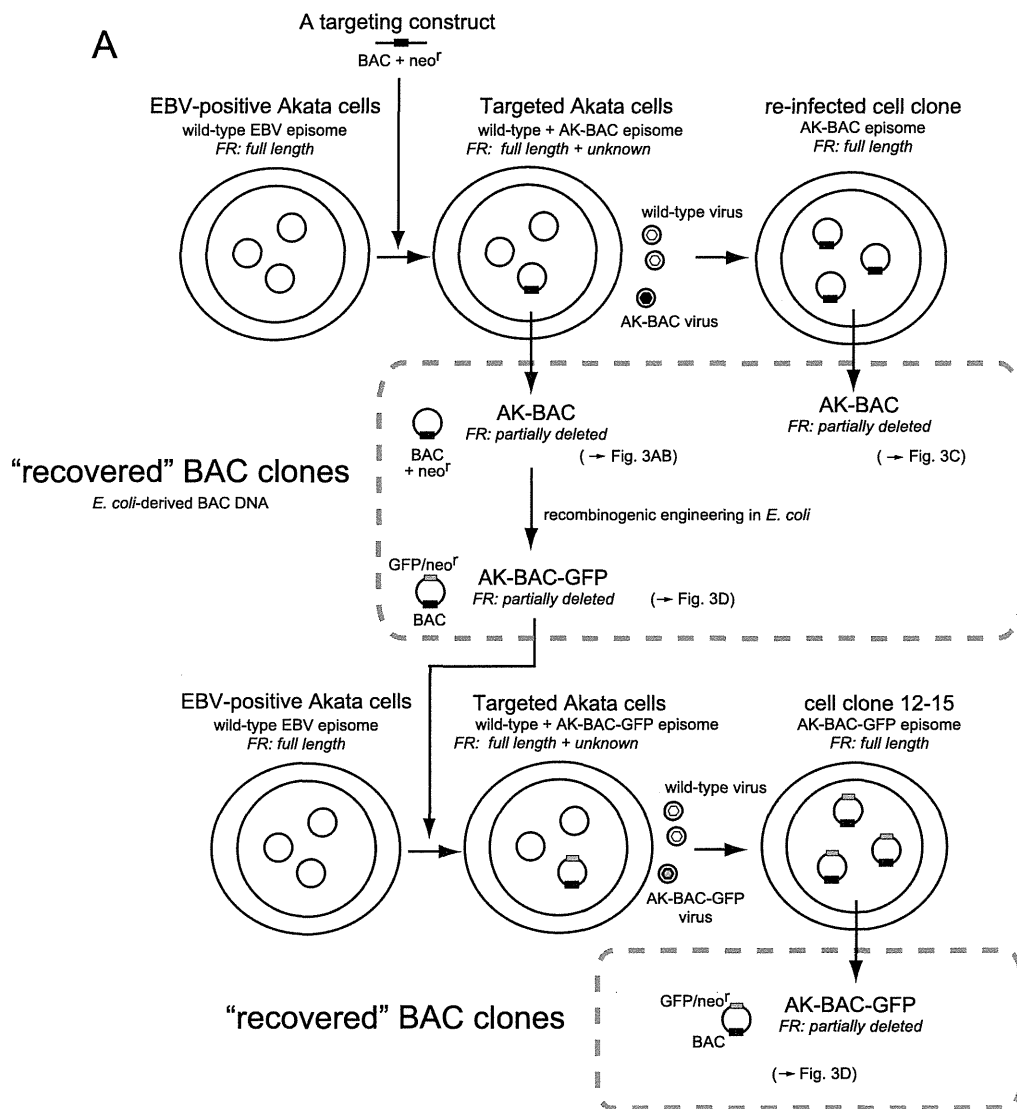 A
A targeting construct
BAC + neoʳ
EBV-positive Akata cells
wild-type EBV episome
FR: full length
Targeted Akata cells
wild-type + AK-BAC episome
FR: full length + unknown
re-infected cell clone
AK-BAC episome
FR: full length
wild-type virus
AK-BAC virus
"recovered" BAC clones
E. coli-derived BAC DNA
BAC
+ neoʳ
AK-BAC
FR: partially deleted
(→ Fig. 3AB)
AK-BAC
FR: partially deleted
(→ Fig. 3C)
recombinogenic engineering in E. coli
GFP/neoʳ
BAC
AK-BAC-GFP
FR: partially deleted
(→ Fig. 3D)
EBV-positive Akata cells
wild-type EBV episome
FR: full length
Targeted Akata cells
wild-type + AK-BAC-GFP episome
FR: full length + unknown
cell clone 12-15
AK-BAC-GFP episome
FR: full length
wild-type virus
AK-BAC-GFP
virus
"recovered" BAC clones
GFP/neoʳ
BAC
AK-BAC-GFP
FR: partially deleted
(→ Fig. 3D)